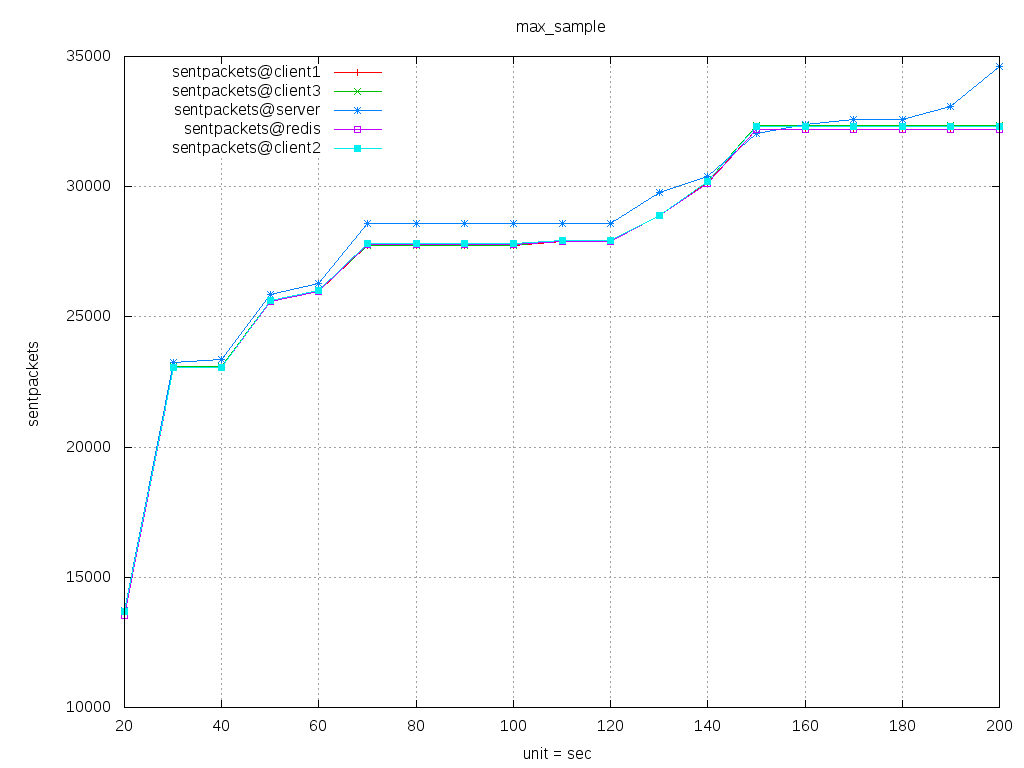 max_sample
35000
30000
25000
20000
15000
10000
sentpackets
sentpackets@client1
sentpackets@client3
sentpackets@server
sentpackets@redis
sentpackets@client2
20 40 60 80 100 120 140 160 180 200
unit = sec